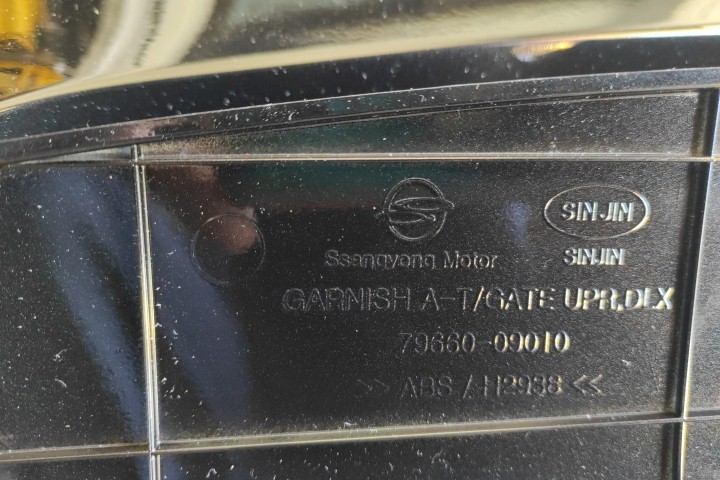 SINJIN
Ssangyong Motor SINJIN
GARNISH A-T/GATE UPR.DLX
79660-09010
>> ABS / H2938 <<